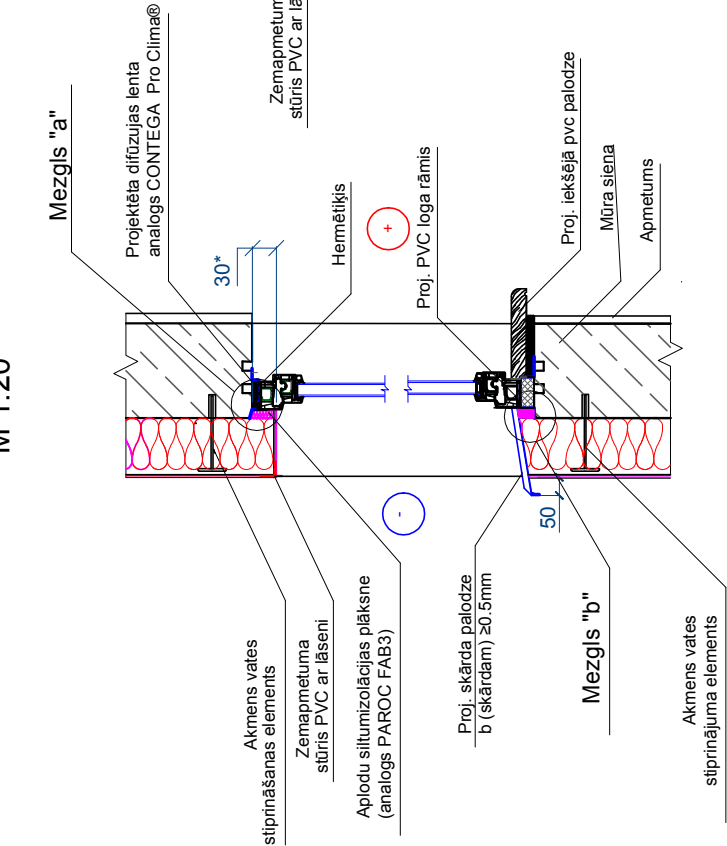 M 1:20
Mezgls "a"
Projektēta difūzujas lenta
analogs CONTEGA Pro Clima®
Zemapmetum
stūris PVC ar lā
30*
Hermētiķis
+
Proj. PVC loga rāmis
Proj. iekšējā pvc palodze
Mūra siena
Apmetums
-
50
Akmens vates
stiprināšanas elements
Zemapmetuma
stūris PVC ar lāseni
Aplodu siltumizolācijas plāksne
(analogs PAROC FAB3)
Proj. skārda palodze
b (skārdam) ≥0.5mm
Mezgls "b"
Akmens vates
stiprinājuma elements